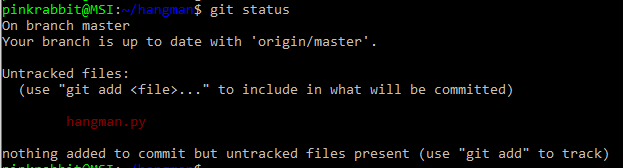 pinkrabbit@MSI:~/hangman$ git status
On branch master
Your branch is up to date with 'origin/master'.
Untracked files:
  (use "git add <file>..." to include in what will be committed)
        hangman.py
nothing added to commit but untracked files present (use "git add" to track)
pinkrabbit@MSI:~/hangman$